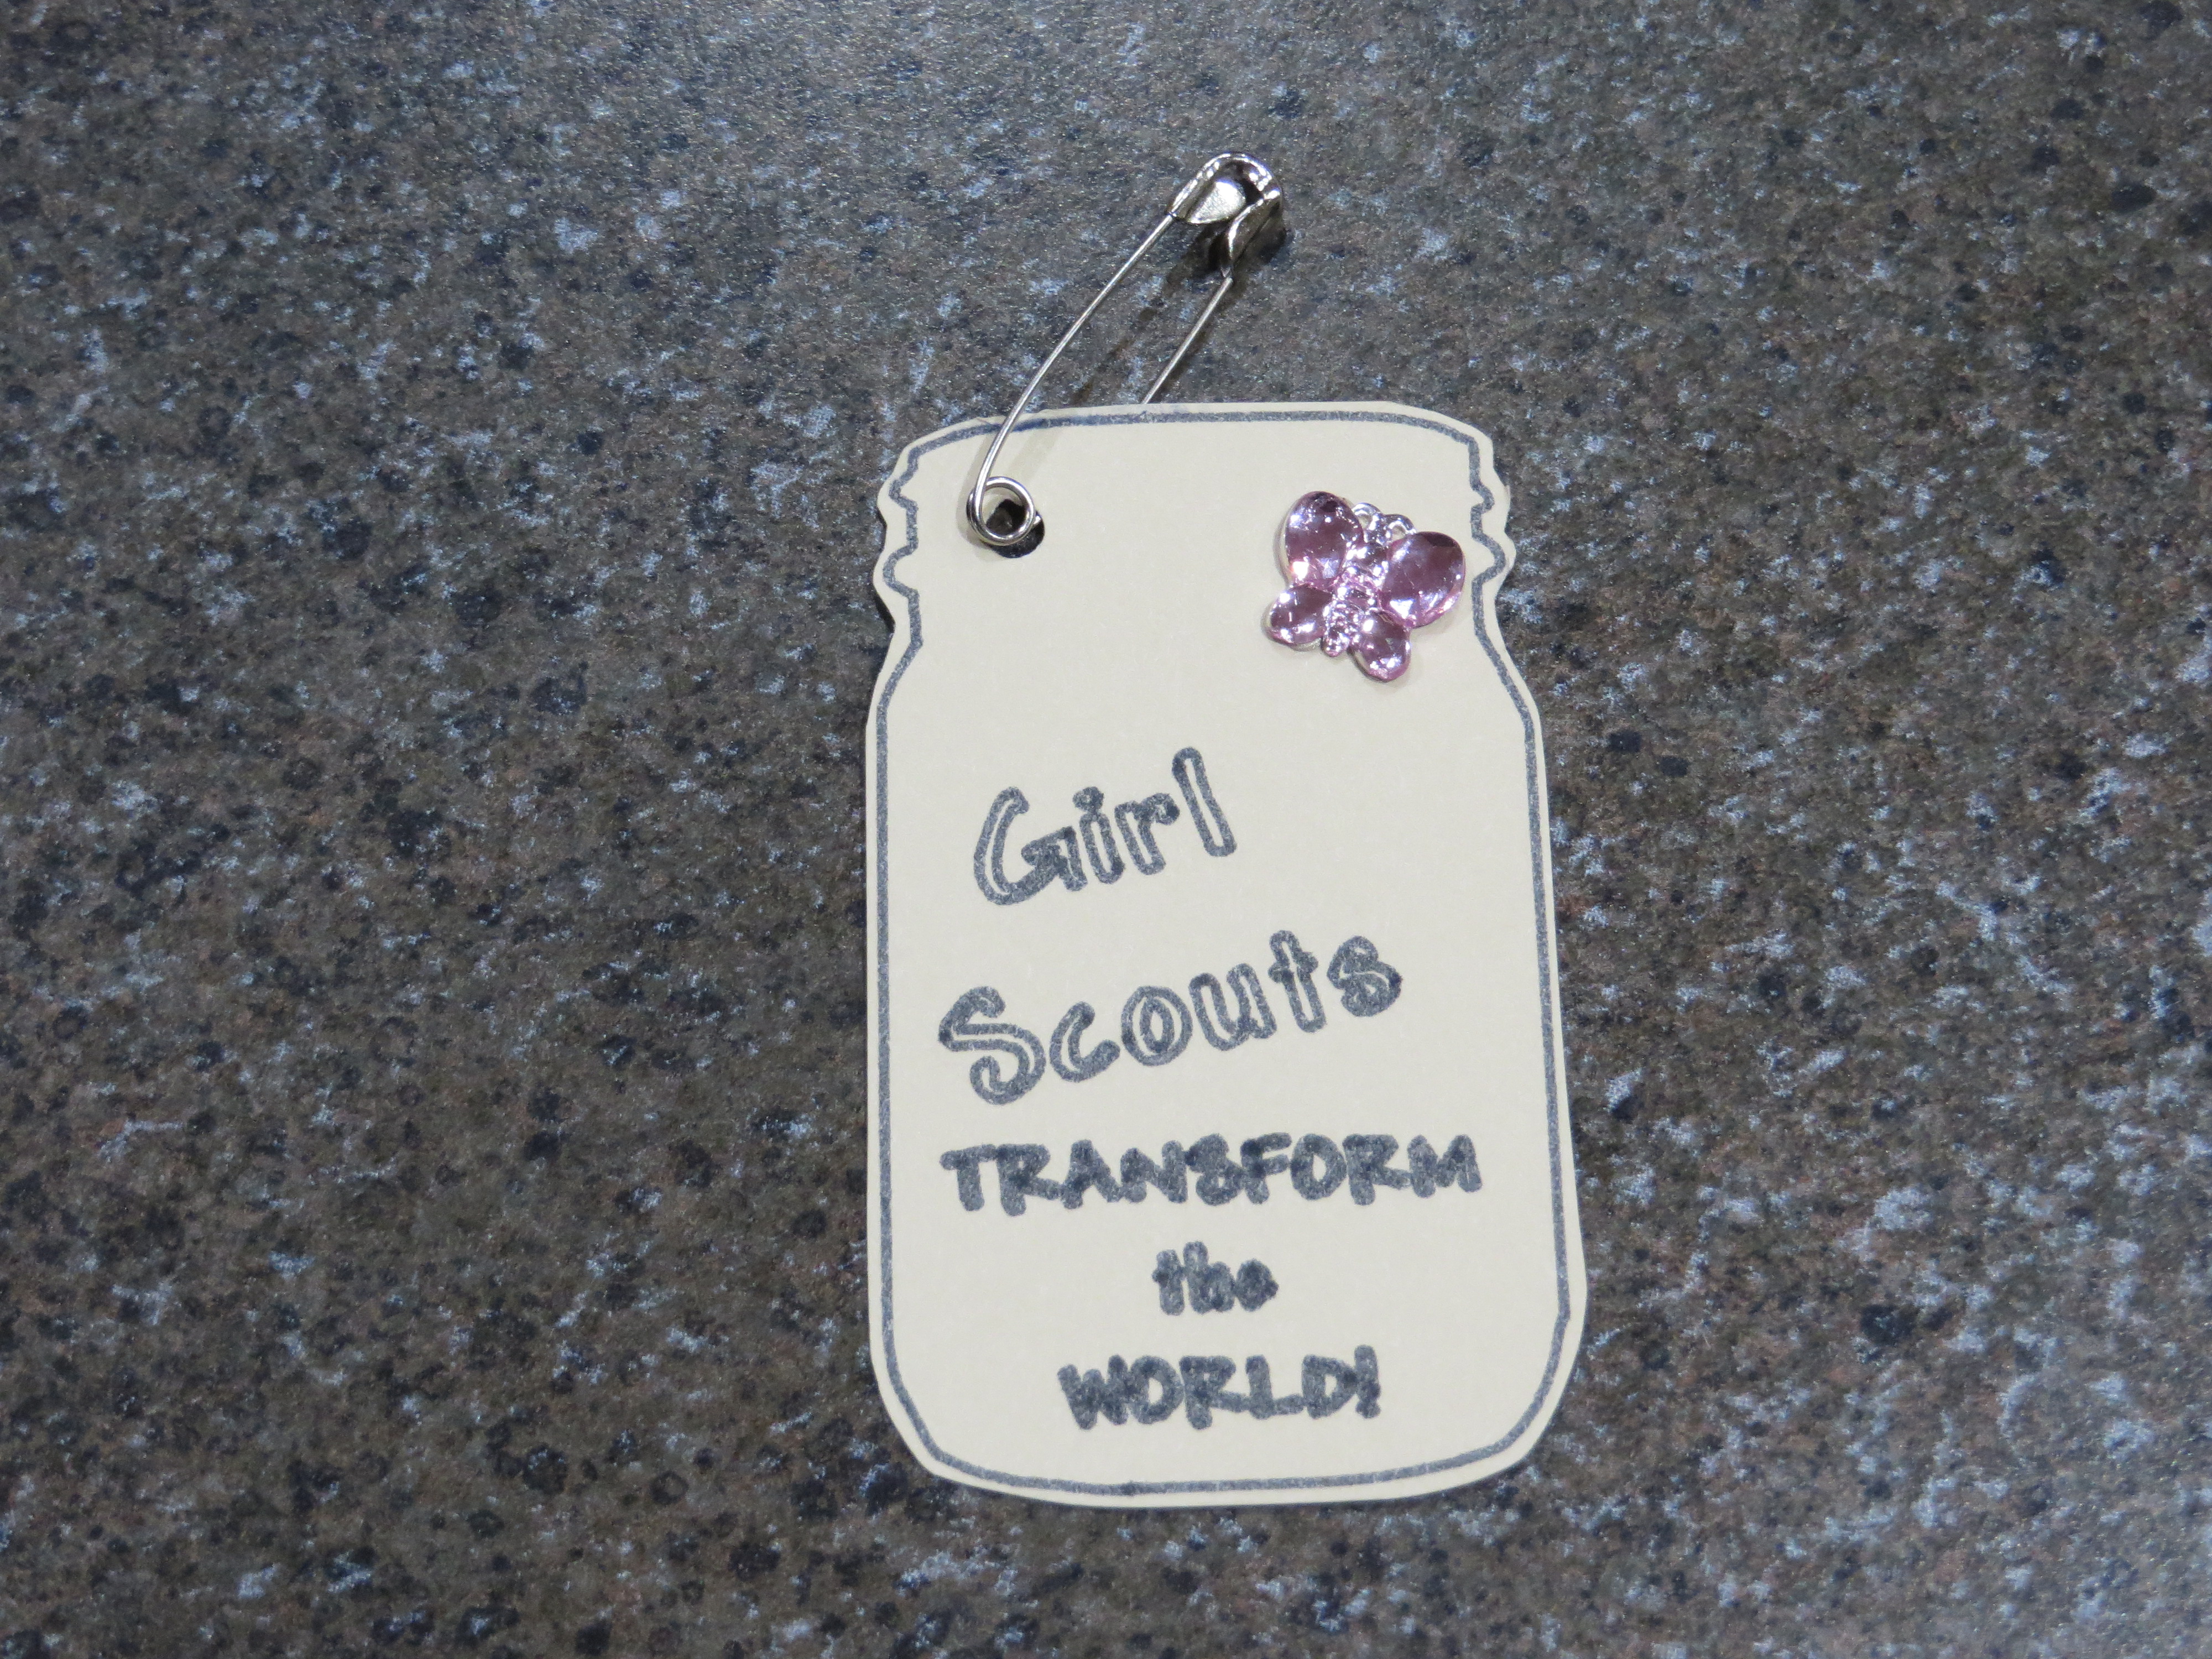 Girl
Scouts
TRANSFORM
the
WORLD!